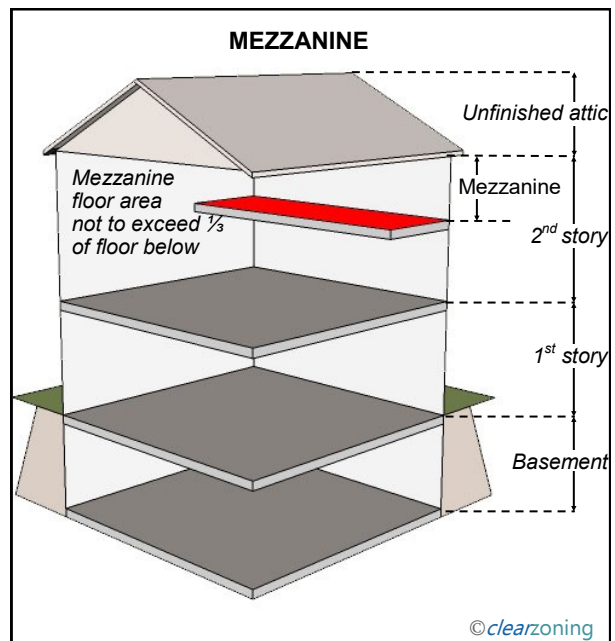 MEZZANINE
Unfinished attic
Mezzanine
floor area
not to exceed ⅓
of floor below
Mezzanine
2nd story
1st story
Basement
©clearzoning